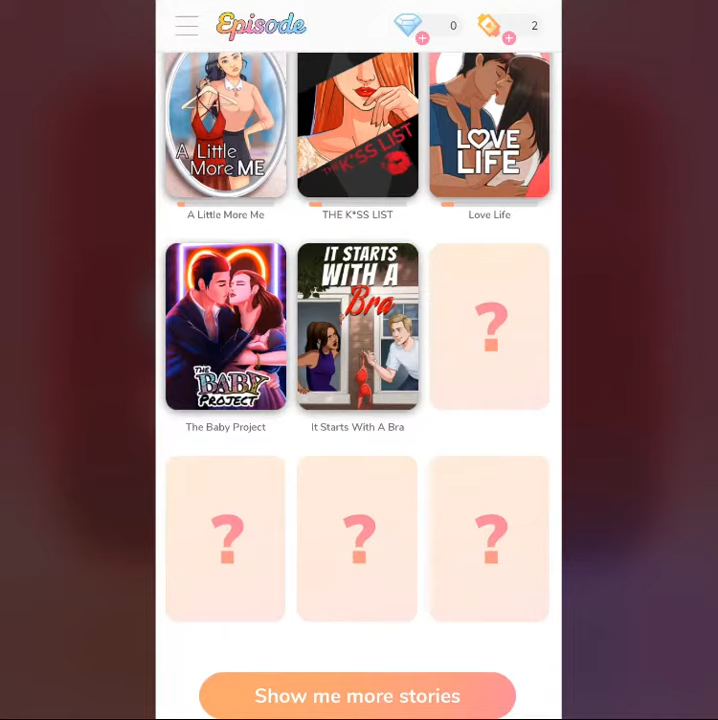 Episode
0
2
A Little
More ME
THE K*SS LIST
LOVE
LIFE
A Little More Me
THE K*SS LIST
Love Life
THE
BABY
PROJECT
IT STARTS
WITH A
Bra
The Baby Project
It Starts With A Bra
?
?
?
?
Show me more stories